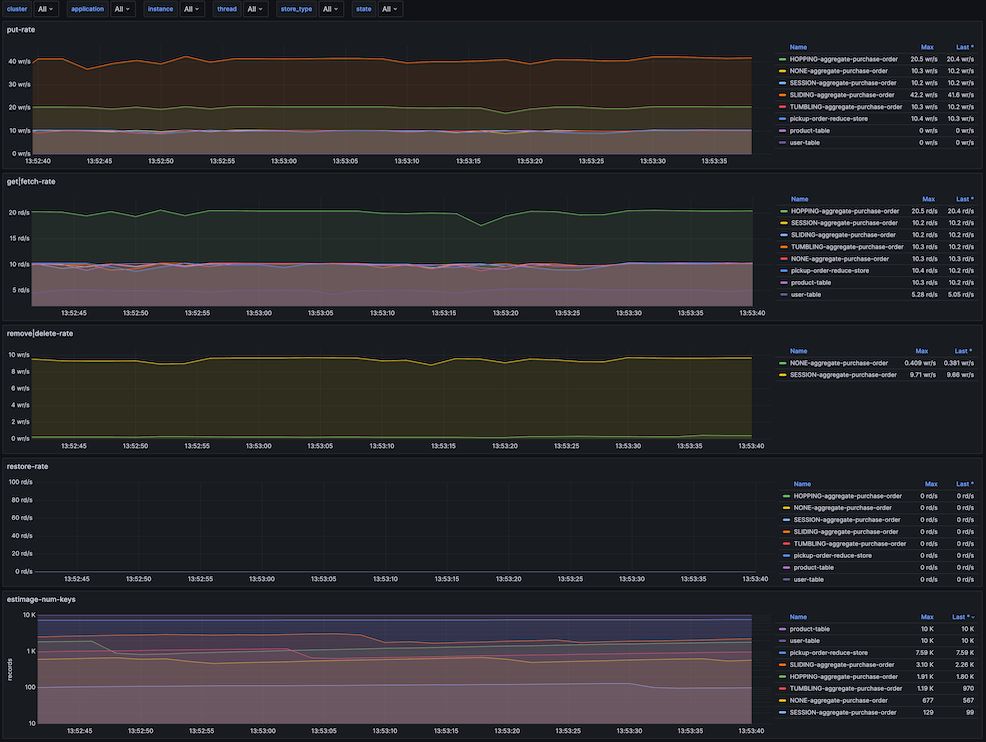 cluster All application All instance All thread All store_type All state All
put-rate
40 wr/s
30 wr/s
20 wr/s
10 wr/s
0 wr/s
13:52:40 13:52:45 13:52:50 13:52:55 13:53:00 13:53:05 13:53:10 13:53:15 13:53:20 13:53:25 13:53:30 13:53:35
Name Max Last *
HOPPING-aggregate-purchase-order 20.5 wr/s 20.4 wr/s
NONE-aggregate-purchase-order 10.3 wr/s 10.2 wr/s
SESSION-aggregate-purchase-order 10.2 wr/s 10.2 wr/s
SLIDING-aggregate-purchase-order 42.2 wr/s 41.6 wr/s
TUMBLING-aggregate-purchase-order 10.3 wr/s 10.2 wr/s
pickup-order-reduce-store 10.4 wr/s 10.3 wr/s
product-table 0 wr/s 0 wr/s
user-table 0 wr/s 0 wr/s
get|fetch-rate
20 rd/s
15 rd/s
10 rd/s
5 rd/s
13:52:45 13:52:50 13:52:55 13:53:00 13:53:05 13:53:10 13:53:15 13:53:20 13:53:25 13:53:30 13:53:35 13:53:40
Name Max Last *
HOPPING-aggregate-purchase-order 20.5 rd/s 20.4 rd/s
SESSION-aggregate-purchase-order 10.2 rd/s 10.2 rd/s
SLIDING-aggregate-purchase-order 10.2 rd/s 10.2 rd/s
TUMBLING-aggregate-purchase-order 10.3 rd/s 10.2 rd/s
NONE-aggregate-purchase-order 10.3 rd/s 10.3 rd/s
pickup-order-reduce-store 10.4 rd/s 10.2 rd/s
product-table 10.3 rd/s 10.2 rd/s
user-table 5.28 rd/s 5.05 rd/s
remove|delete-rate
10 wr/s
8 wr/s
6 wr/s
4 wr/s
2 wr/s
0 wr/s
13:52:45 13:52:50 13:52:55 13:53:00 13:53:05 13:53:10 13:53:15 13:53:20 13:53:25 13:53:30 13:53:35 13:53:40
Name Max Last *
NONE-aggregate-purchase-order 0.409 wr/s 0.381 wr/s
SESSION-aggregate-purchase-order 9.71 wr/s 9.66 wr/s
restore-rate
100 rd/s
80 rd/s
60 rd/s
40 rd/s
20 rd/s
0 rd/s
13:52:45 13:52:50 13:52:55 13:53:00 13:53:05 13:53:10 13:53:15 13:53:20 13:53:25 13:53:30 13:53:35 13:53:40
Name Max Last *
HOPPING-aggregate-purchase-order 0 rd/s 0 rd/s
NONE-aggregate-purchase-order 0 rd/s 0 rd/s
SESSION-aggregate-purchase-order 0 rd/s 0 rd/s
SLIDING-aggregate-purchase-order 0 rd/s 0 rd/s
TUMBLING-aggregate-purchase-order 0 rd/s 0 rd/s
pickup-order-reduce-store 0 rd/s 0 rd/s
product-table 0 rd/s 0 rd/s
user-table 0 rd/s 0 rd/s
estimage-num-keys
records
10 K
1 K
100
10
13:52:45 13:52:50 13:52:55 13:53:00 13:53:05 13:53:10 13:53:15 13:53:20 13:53:25 13:53:30 13:53:35 13:53:40
Name Max Last *
product-table 10 K 10 K
user-table 10 K 10 K
pickup-order-reduce-store 7.59 K 7.59 K
SLIDING-aggregate-purchase-order 3.10 K 2.26 K
HOPPING-aggregate-purchase-order 1.91 K 1.80 K
TUMBLING-aggregate-purchase-order 1.19 K 970
NONE-aggregate-purchase-order 677 567
SESSION-aggregate-purchase-order 129 99